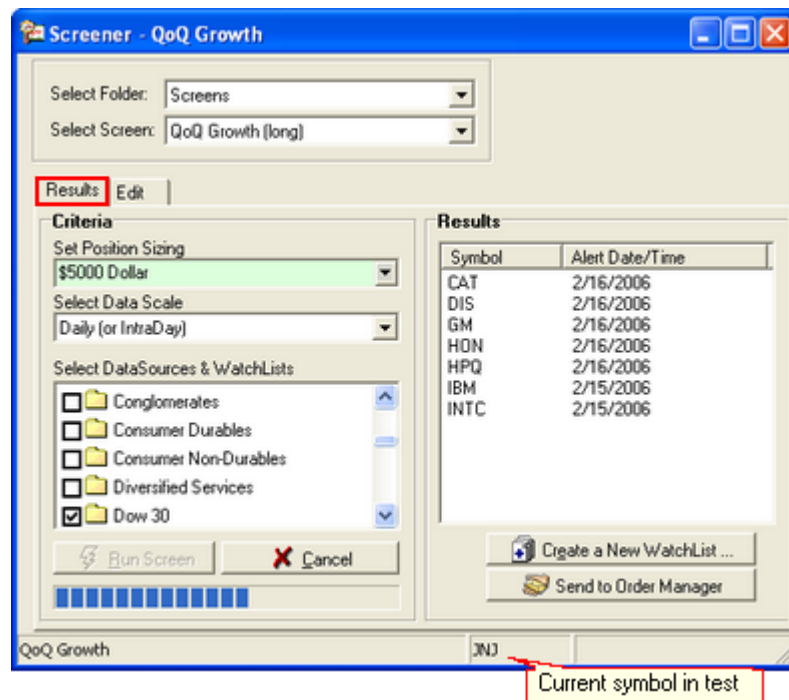 Screener - QoQ Growth
Select Folder: Screens
Select Screen: QoQ Growth (long)
Results Edit
Criteria
Set Position Sizing
$5000 Dollar
Select Data Scale
Daily (or IntraDay)
Select DataSources & WatchLists
Conglomerates
Consumer Durables
Consumer Non-Durables
Diversified Services
Dow 30
Run Screen Cancel
Results
Symbol Alert Date/Time
CAT 2/16/2006
DIS 2/16/2006
GM 2/16/2006
HON 2/16/2006
HPQ 2/16/2006
IBM 2/15/2006
INTC 2/15/2006
Create a New WatchList ...
Send to Order Manager
QoQ Growth JNJ
Current symbol in test